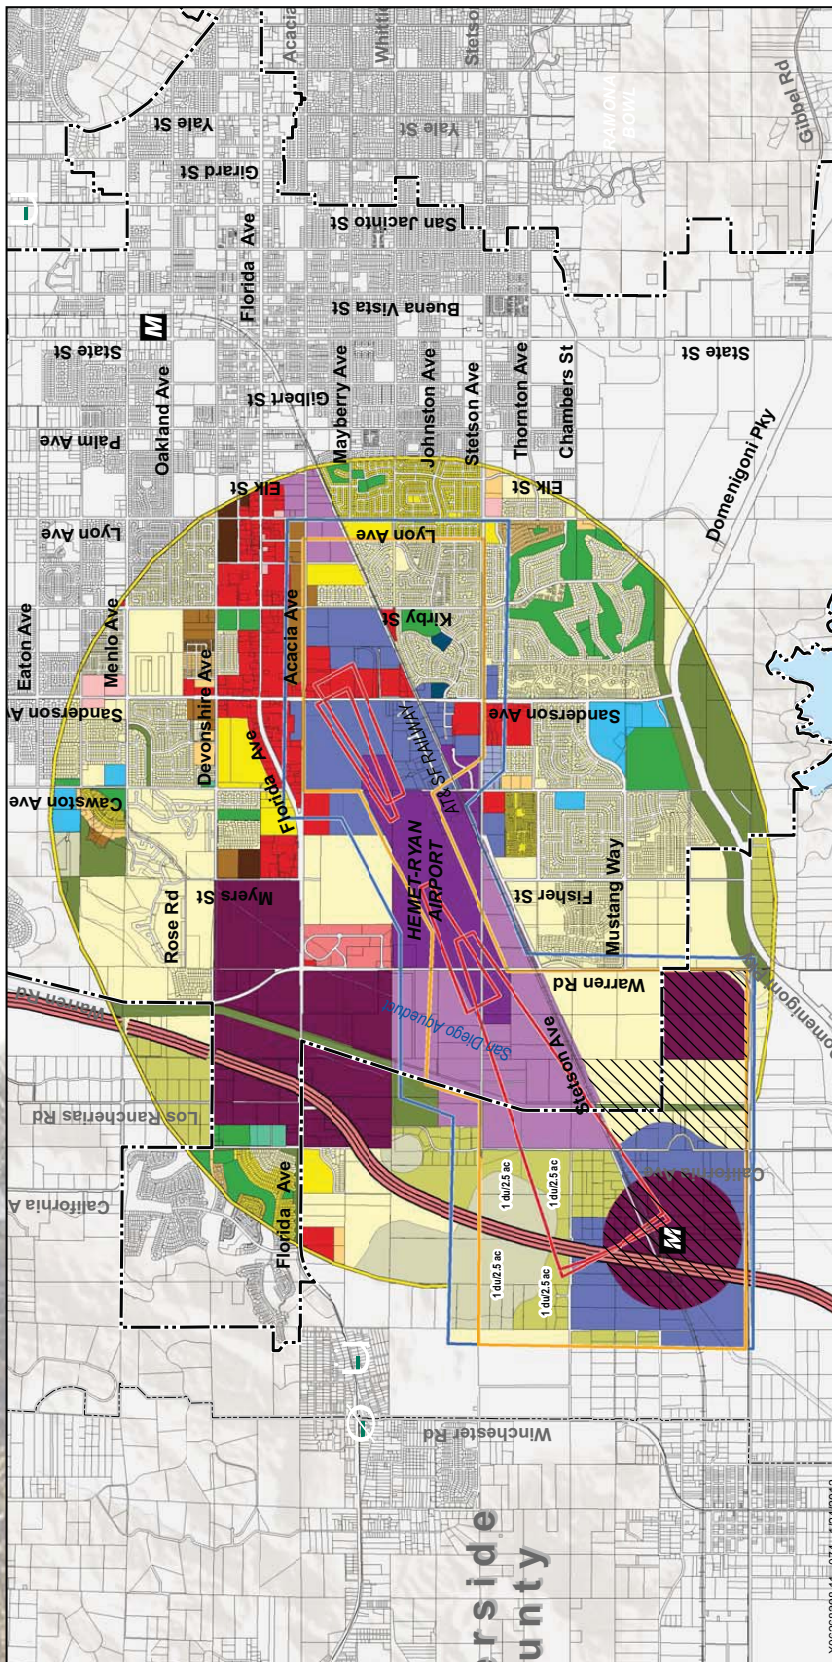 Acacia
Whittier
Stetson
Gibbel Rd
RAMONA
BOWL
Yale St
Yale St
Girard St
San Jacinto St
Florida Ave
Buena Vista St
M
State St
State St
Gilbert St
Oakland Ave
Palm Ave
Mayberry Ave
Johnston Ave
Stetson Ave
Thornton Ave
Chambers St
Domenigoni Pky
Elk St
Elk St
Lyon Ave
Lyon Ave
Eaton Ave
Menlo Ave
Kirby St
Acacia Ave
Devonshire Ave
Sanderson Av
Sanderson Ave
Florida Ave
AT& SF RAILWAY
Cawston Ave
HEMET-RYAN
AIRPORT
Myers St
Fisher St
Mustang Way
Rose Rd
Warren Rd
Warren Rd
San Diego Aqueduct
Domenigoni
Domenigoni
Stetson Ave
Los Rancherias Rd
California A
California Ave
Florida Ave
1 du/2.5 ac
1 du/2.5 ac
1 du/2.5 ac
1 du/2.5 ac
M
Winchester Rd
erside
unty